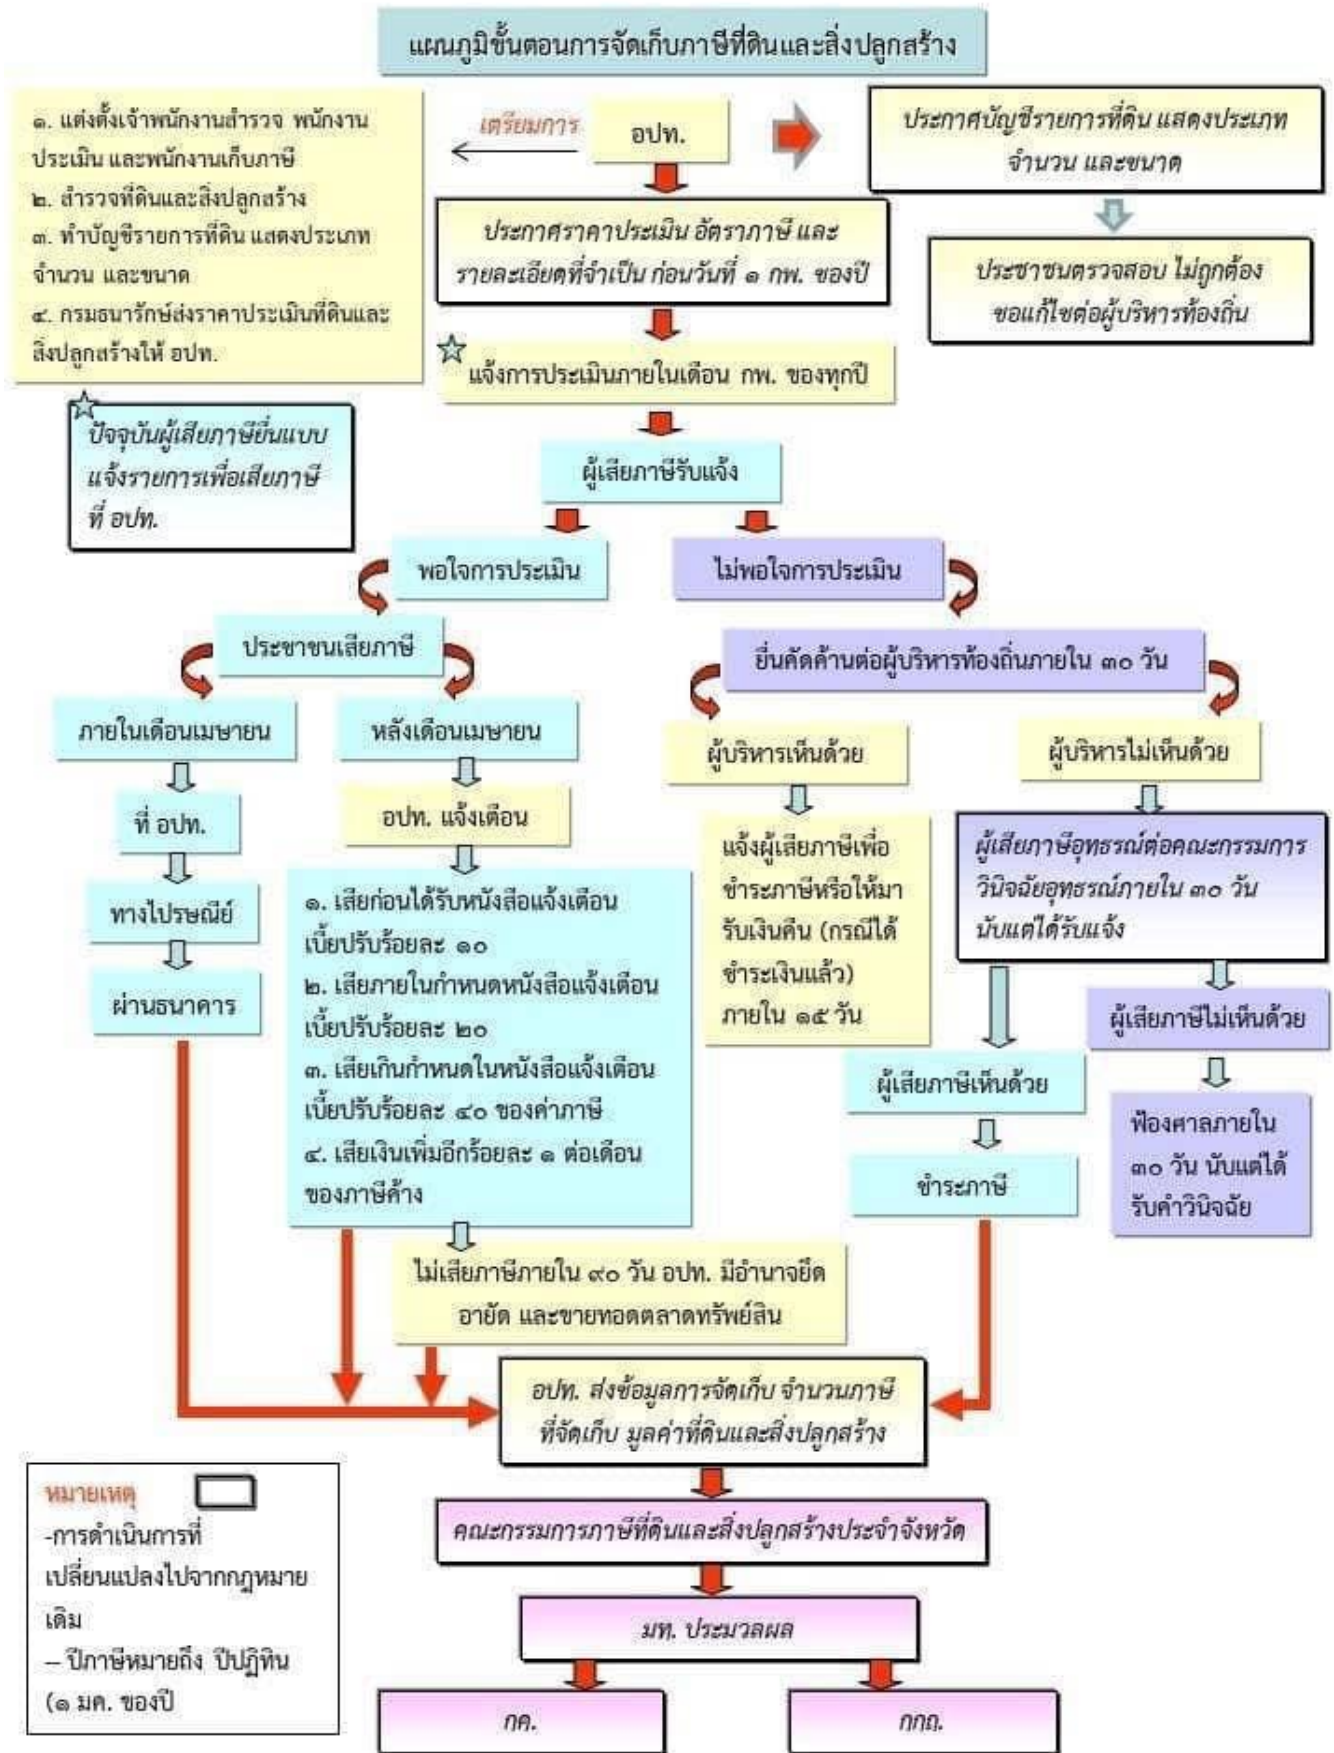 แผนภูมิขั้นตอนการจัดเก็บภาษีที่ดินและสิ่งปลูกสร้าง
๑. แต่งตั้งเจ้าพนักงานสำรวจ พนักงาน
ประเมิน และพนักงานเก็บภาษี
๒. สำรวจที่ดินและสิ่งปลูกสร้าง
๓. ทำบัญชีรายการที่ดิน แสดงประเภท
จำนวน และขนาด
๔. กรมธนารักษ์ส่งราคาประเมินที่ดินและ
สิ่งปลูกสร้างให้ อปท.
เตรียมการ
อปท.
ประกาศบัญชีรายการที่ดิน แสดงประเภท
จำนวน และขนาด
ประชาชนตรวจสอบ ไม่ถูกต้อง
ขอแก้ไขต่อผู้บริหารท้องถิ่น
ประกาศราคาประเมิน อัตราภาษี และ
รายละเอียดที่จำเป็น ก่อนวันที่ ๑ กพ. ของปี
แจ้งการประเมินภายในเดือน กพ. ของทุกปี
ปัจจุบันผู้เสียภาษียื่นแบบ
แจ้งรายการเพื่อเสียภาษี
ที่ อปท.
ผู้เสียภาษีรับแจ้ง
พอใจการประเมิน
ไม่พอใจการประเมิน
ประชาชนเสียภาษี
ยื่นคัดค้านต่อผู้บริหารท้องถิ่นภายใน ๓๐ วัน
ภายในเดือนเมษายน
หลังเดือนเมษายน
ผู้บริหารเห็นด้วย
ผู้บริหารไม่เห็นด้วย
ที่ อปท.
ทางไปรษณีย์
ผ่านธนาคาร
อปท. แจ้งเตือน
๑. เสียก่อนได้รับหนังสือแจ้งเตือน
เบี้ยปรับร้อยละ ๑๐
๒. เสียภายในกำหนดหนังสือแจ้งเตือน
เบี้ยปรับร้อยละ ๒๐
๓. เสียเกินกำหนดในหนังสือแจ้งเตือน
เบี้ยปรับร้อยละ ๔๐ ของค่าภาษี
๔. เสียเงินเพิ่มอีกร้อยละ ๑ ต่อเดือน
ของภาษีค้าง
แจ้งผู้เสียภาษีเพื่อ
ชำระภาษีหรือให้มา
รับเงินคืน (กรณีได้
ชำระเงินแล้ว)
ภายใน ๑๕ วัน
ผู้เสียภาษีอุทธรณ์ต่อคณะกรรมการ
วินิจฉัยอุทธรณ์ภายใน ๓๐ วัน
นับแต่ได้รับแจ้ง
ผู้เสียภาษีไม่เห็นด้วย
ผู้เสียภาษีเห็นด้วย
ฟ้องศาลภายใน
๓๐ วัน นับแต่ได้
รับคำวินิจฉัย
ชำระภาษี
ไม่เสียภาษีภายใน ๙๐ วัน อปท. มีอำนาจยึด
อายัด และขายทอดตลาดทรัพย์สิน
อปท. ส่งข้อมูลการจัดเก็บ จำนวนภาษี
ที่จัดเก็บ มูลค่าที่ดินและสิ่งปลูกสร้าง
คณะกรรมการภาษีที่ดินและสิ่งปลูกสร้างประจำจังหวัด
มท. ประมวลผล
กค.
กกถ.
หมายเหตุ
-การดำเนินการที่
เปลี่ยนแปลงไปจากกฎหมาย
เดิม
– ปีภาษีหมายถึง ปีปฏิทิน
(๑ มค. ของปี